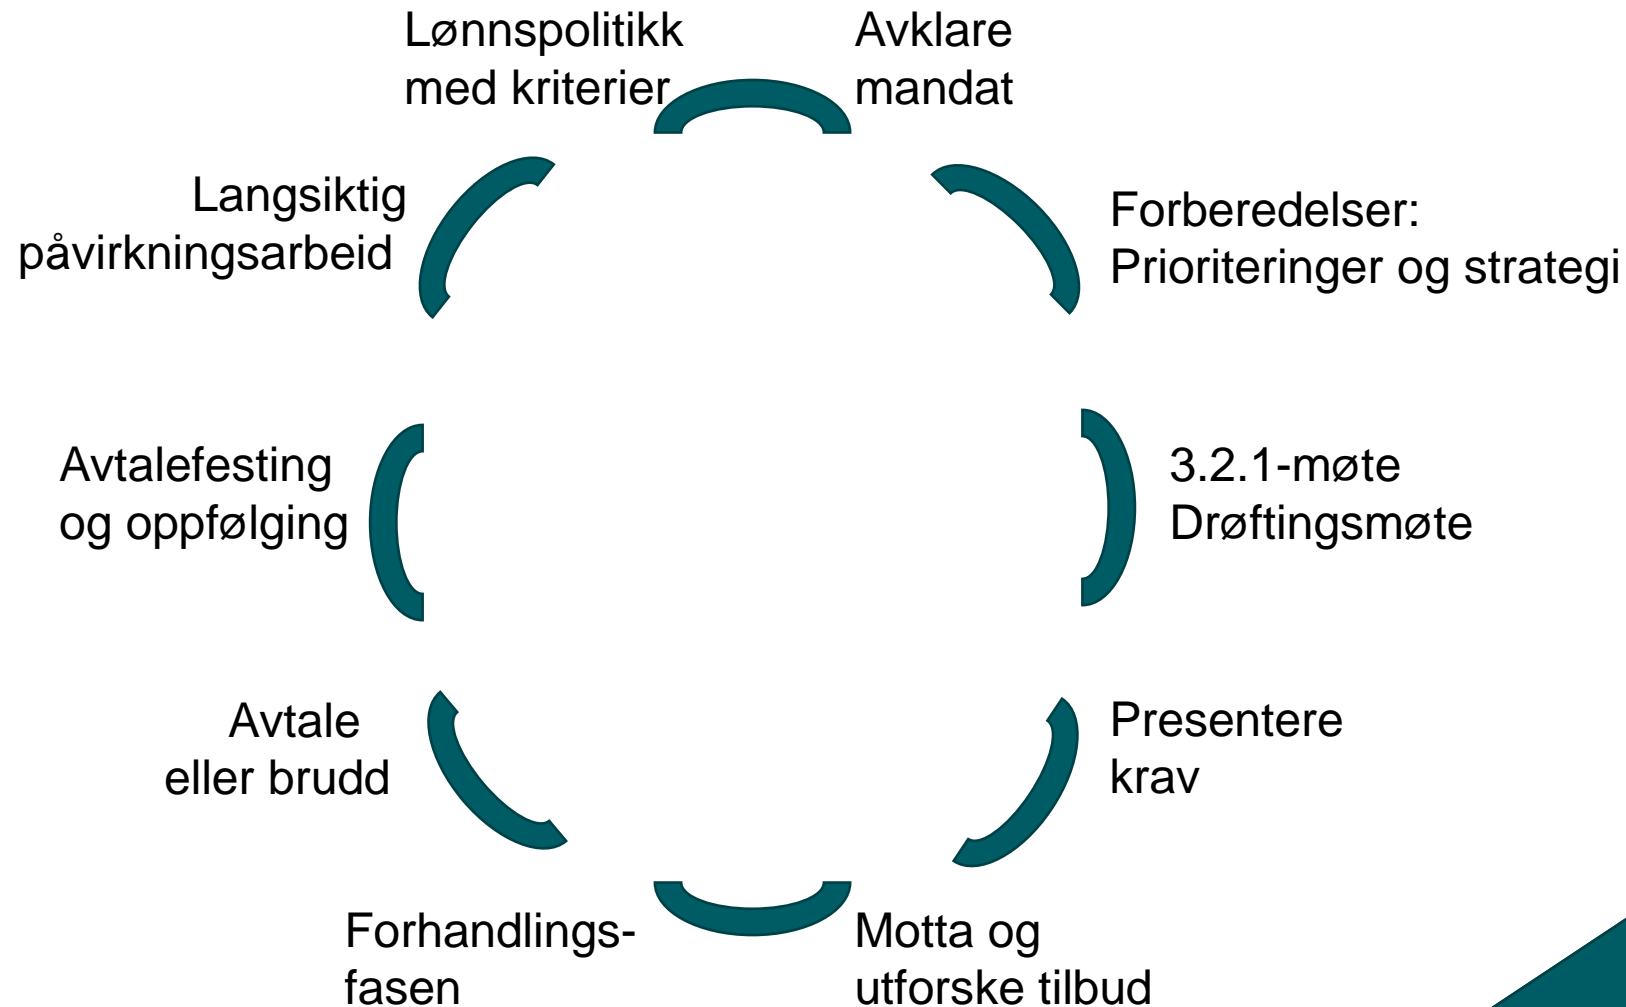 Lønnspolitikk
med kriterier
Avklare
mandat
Forberedelser:
Prioriteringer og strategi
3.2.1-møte
Drøftingsmøte
Presentere
krav
Motta og
utforske tilbud
Forhandlings-
fasen
Avtale
eller brudd
Avtalefesting
og oppfølging
Langsiktig
påvirkningsarbeid